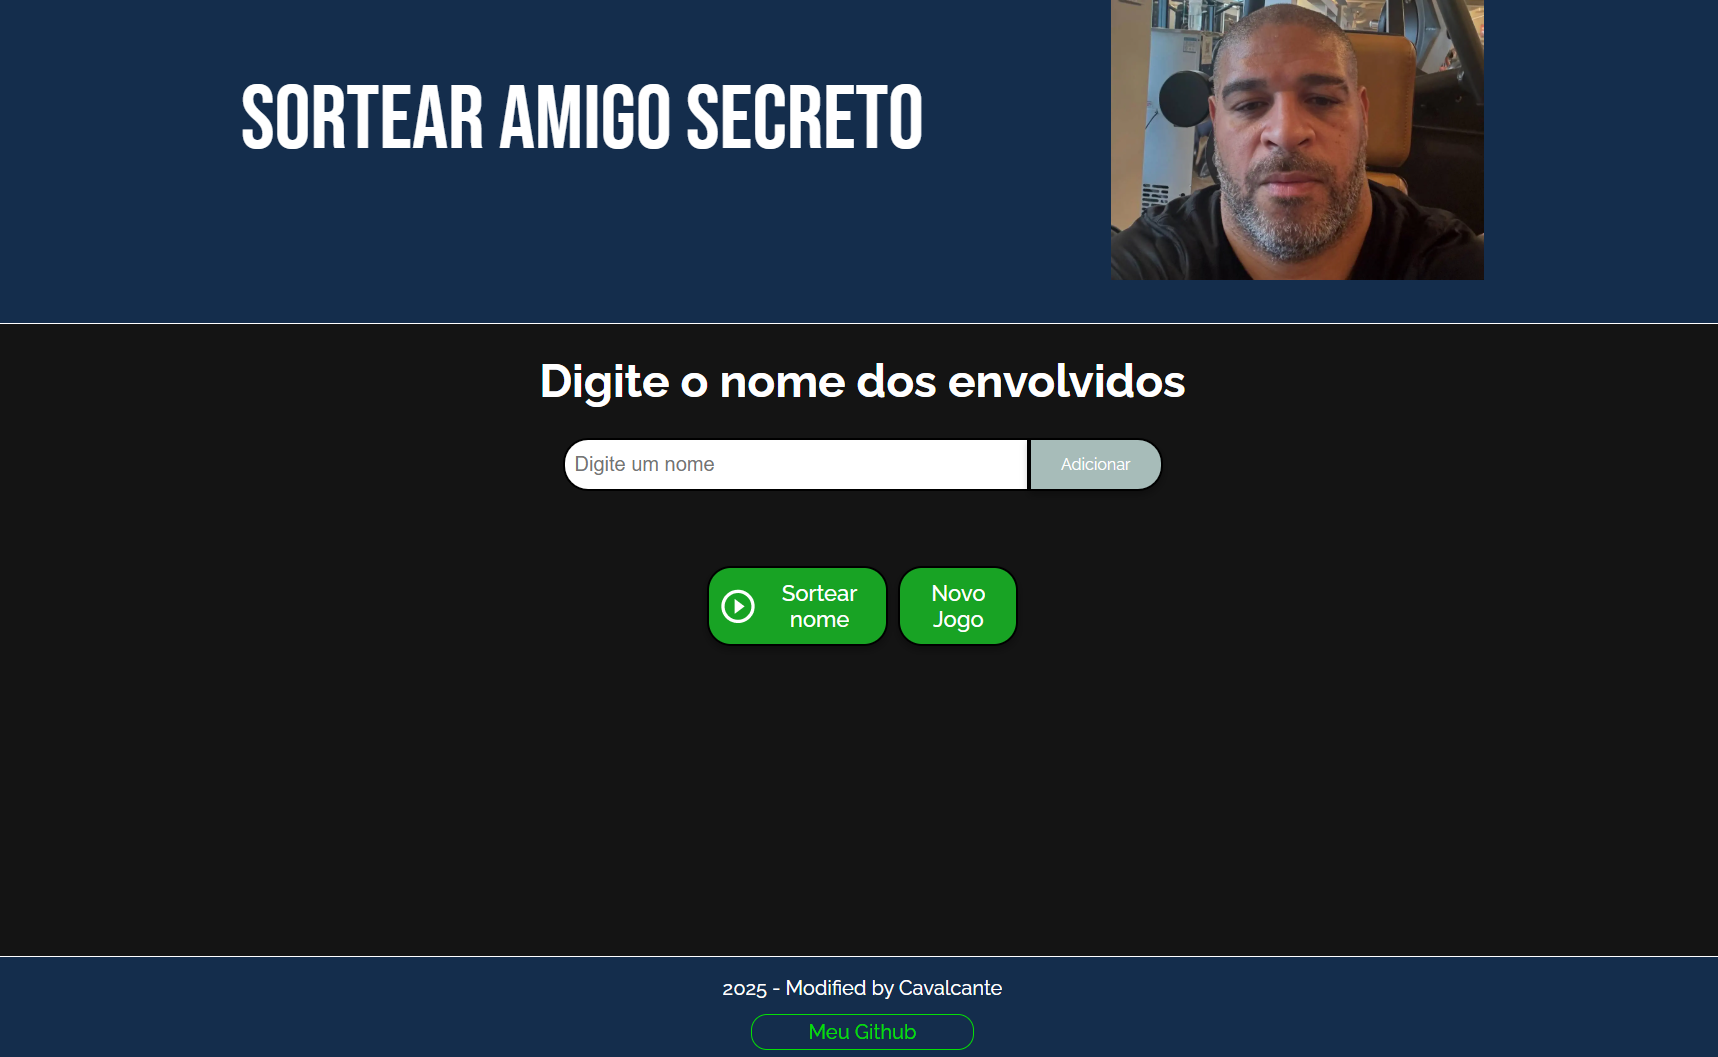 SORTEAR AMIGO SECRETO
Digite o nome dos envolvidos
Digite um nome
Adicionar
Sortear
nome
Novo
Jogo
2025 - Modified by Cavalcante
Meu Github